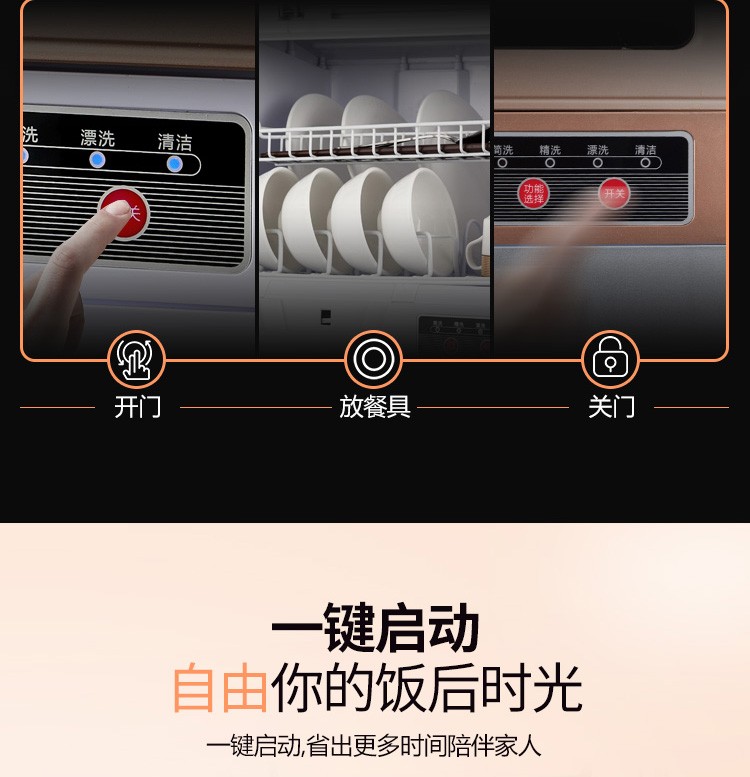 洗 漂洗 清洁
关
简洗 精洗 漂洗 清洁
功能
选择
开关
开门 放餐具 关门
一键启动
自由你的饭后时光
一键启动,省出更多时间陪伴家人